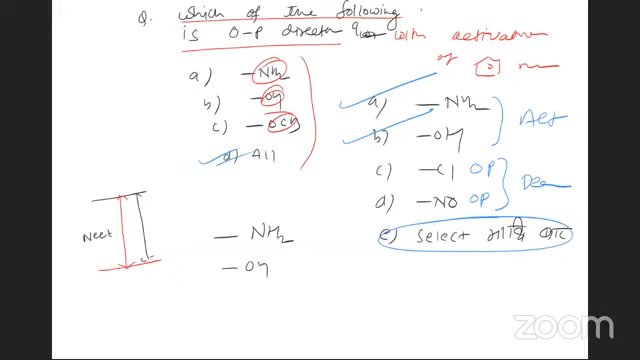 Q. which of the following
is O-P director with activation
of ring
a) —NH2
b) —OH
c) —OCH3
d) All
a) —NH2
b) —OH } Act
c) —Cl OP
d) —NO OP } Dea
e) Select
Neet
— NH2
— OH
zoom